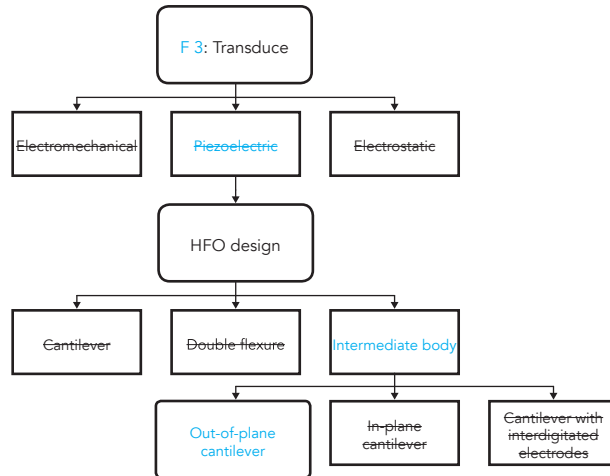 F 3: Transduce
Electromechanical
Piezoelectric
Electrostatic
HFO design
Cantilever
Double flexure
Intermediate body
Out-of-plane
cantilever
In-plane
cantilever
Cantilever with
interdigitated
electrodes